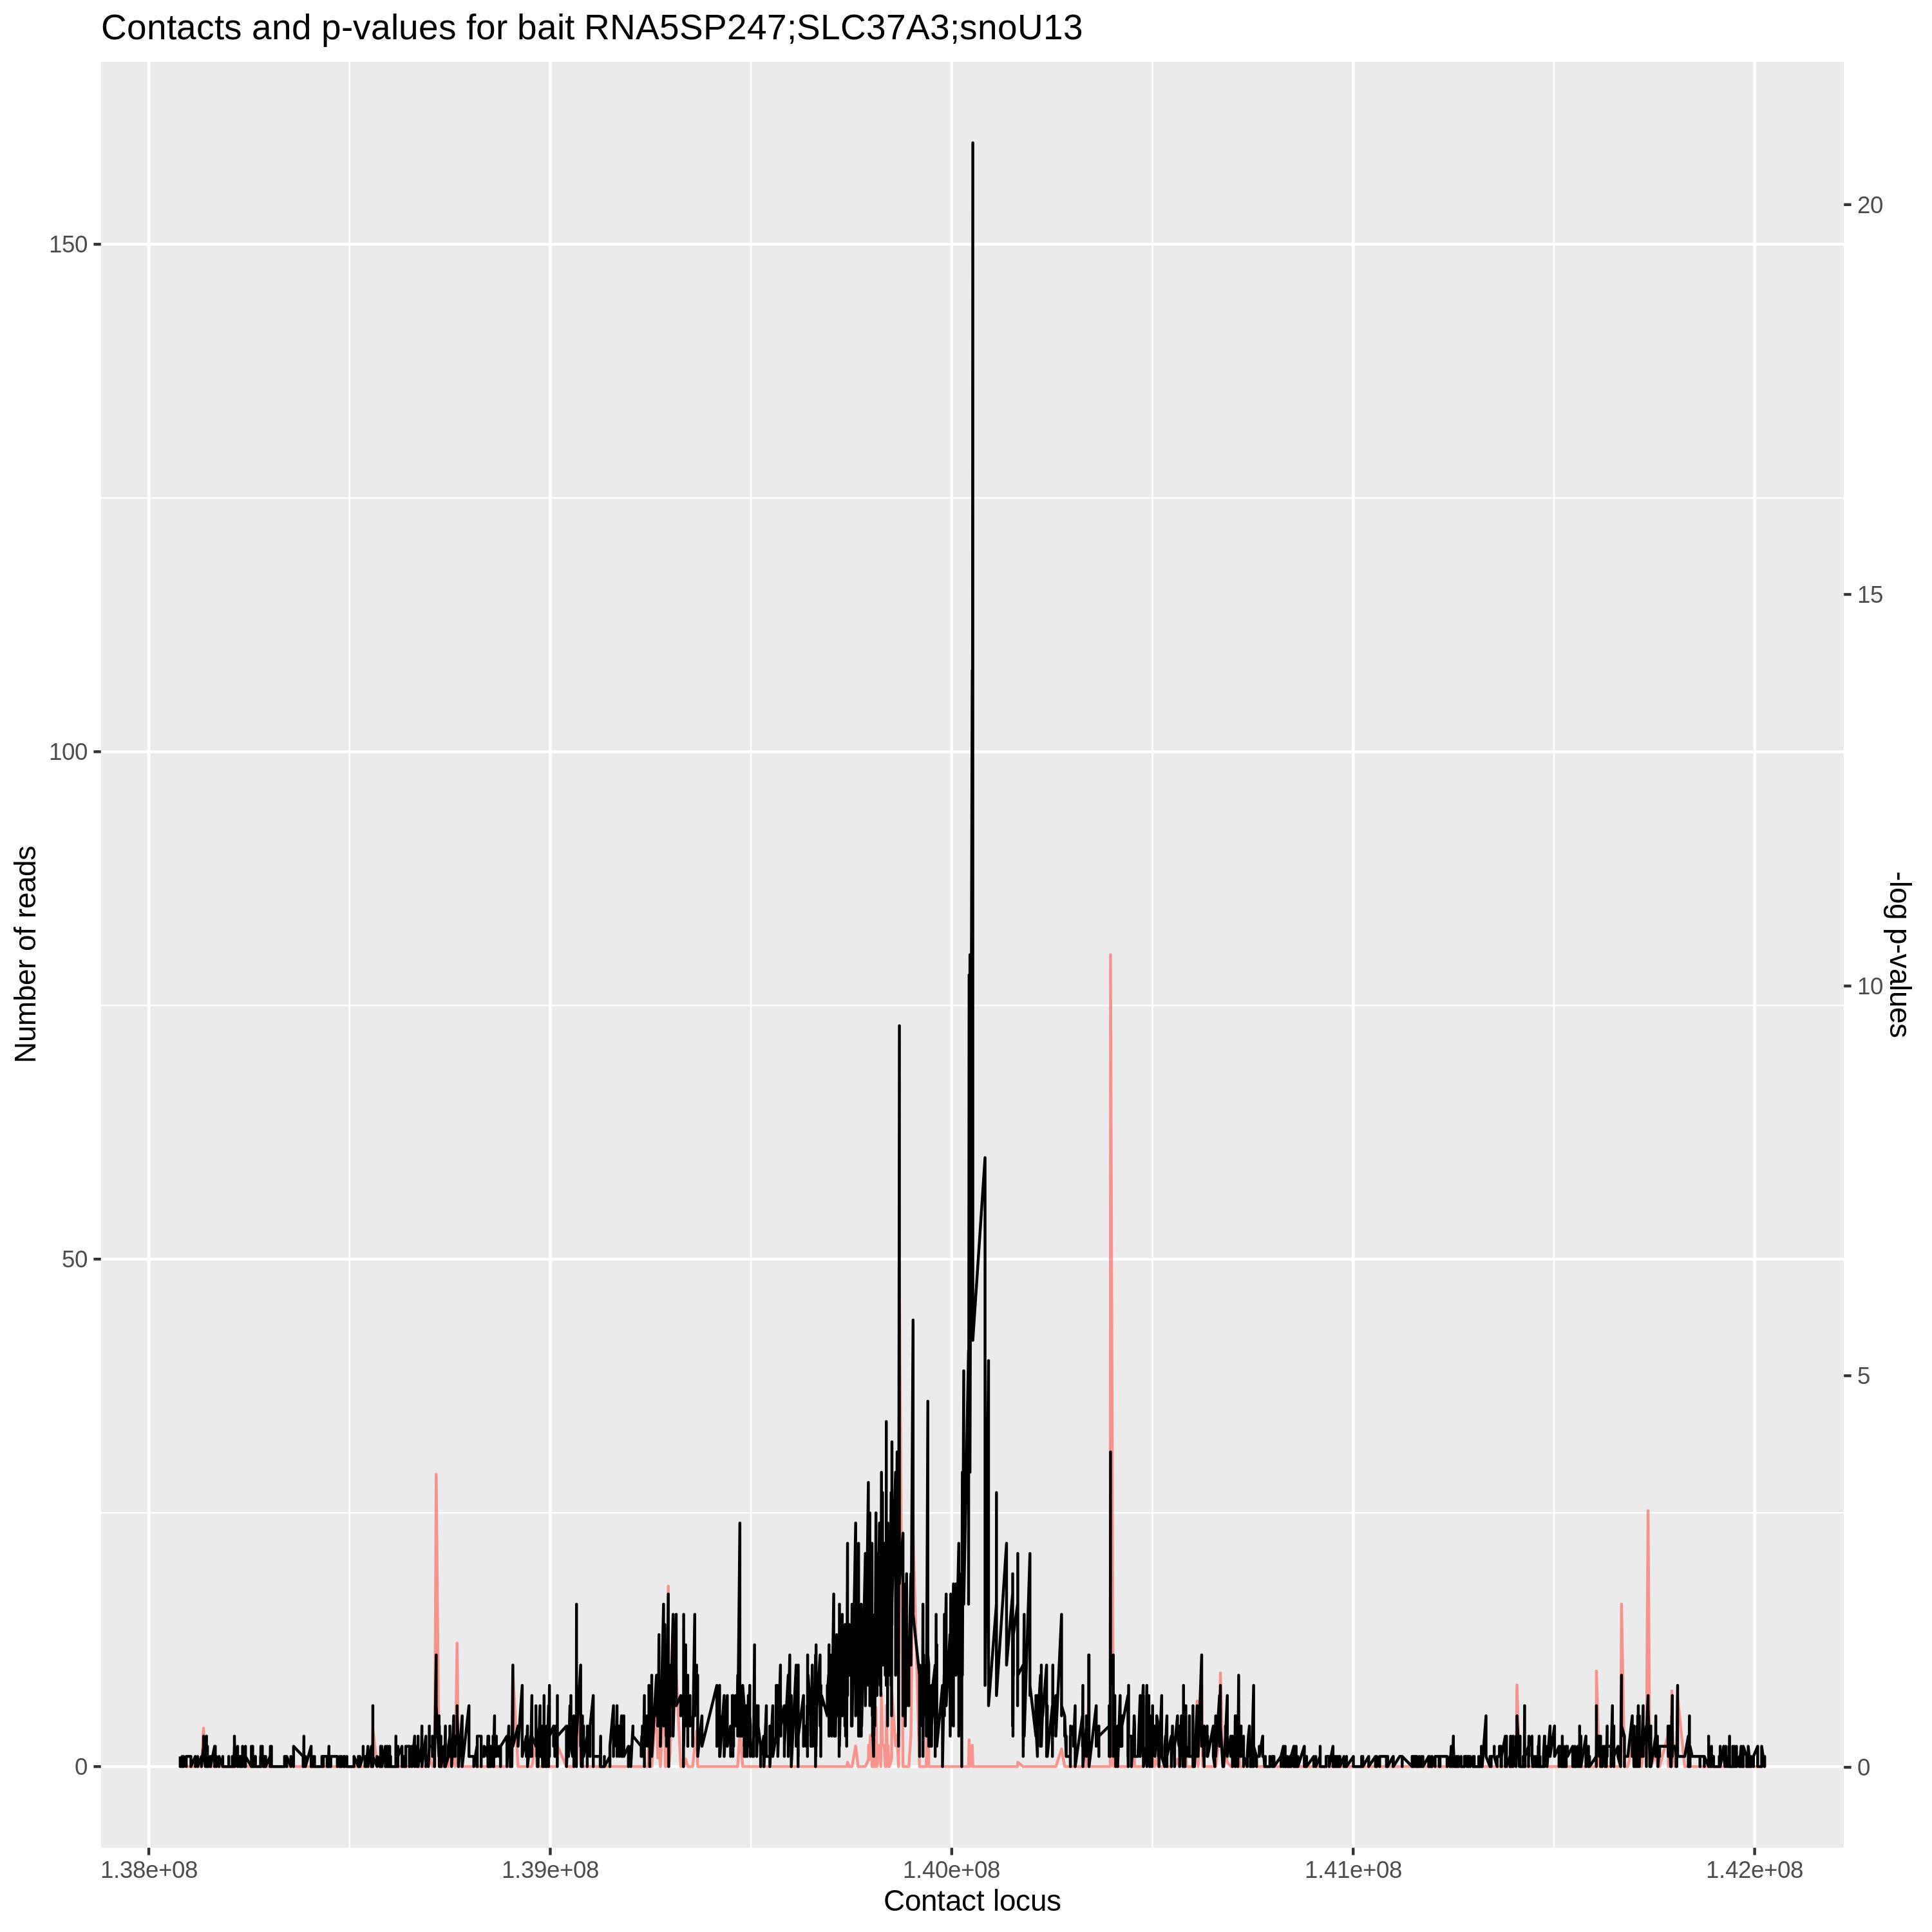 Contacts and p-values for bait RNA5SP247;SLC37A3;snoU13
150
100
50
0
Number of reads
20
15
10
5
0
-log p-values
1.38e+08 1.39e+08 1.40e+08 1.41e+08 1.42e+08
Contact locus